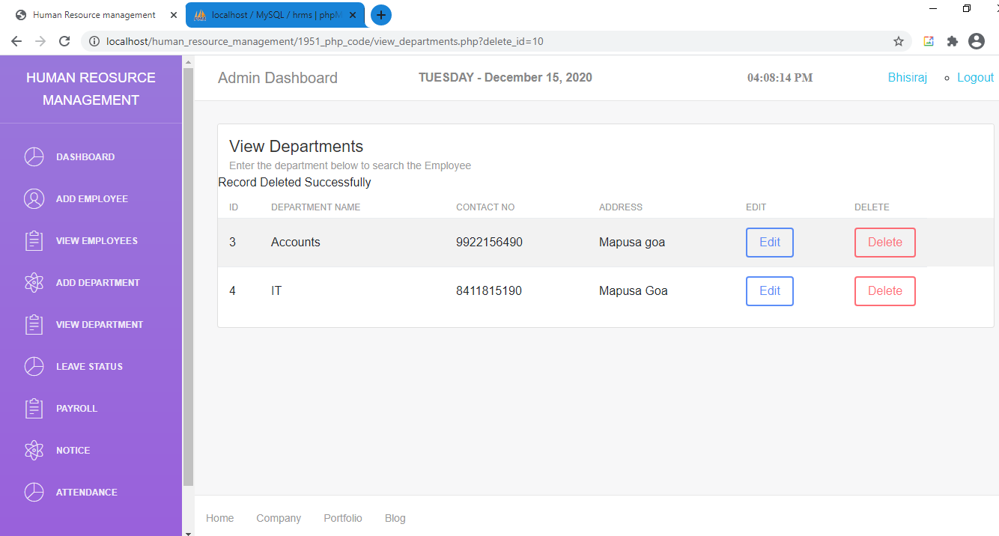 Human Resource management
localhost / MySQL / hrms | phpM
localhost/human_resource_management/1951_php_code/view_departments.php?delete_id=10
HUMAN REOSURCE
MANAGEMENT
DASHBOARD
ADD EMPLOYEE
VIEW EMPLOYEES
ADD DEPARTMENT
VIEW DEPARTMENT
LEAVE STATUS
PAYROLL
NOTICE
ATTENDANCE
Admin Dashboard TUESDAY - December 15, 2020 04:08:14 PM Bhisiraj Logout
View Departments
Enter the department below to search the Employee
Record Deleted Successfully
ID DEPARTMENT NAME CONTACT NO ADDRESS EDIT DELETE
3 Accounts 9922156490 Mapusa goa Edit Delete
4 IT 8411815190 Mapusa Goa Edit Delete
Home Company Portfolio Blog